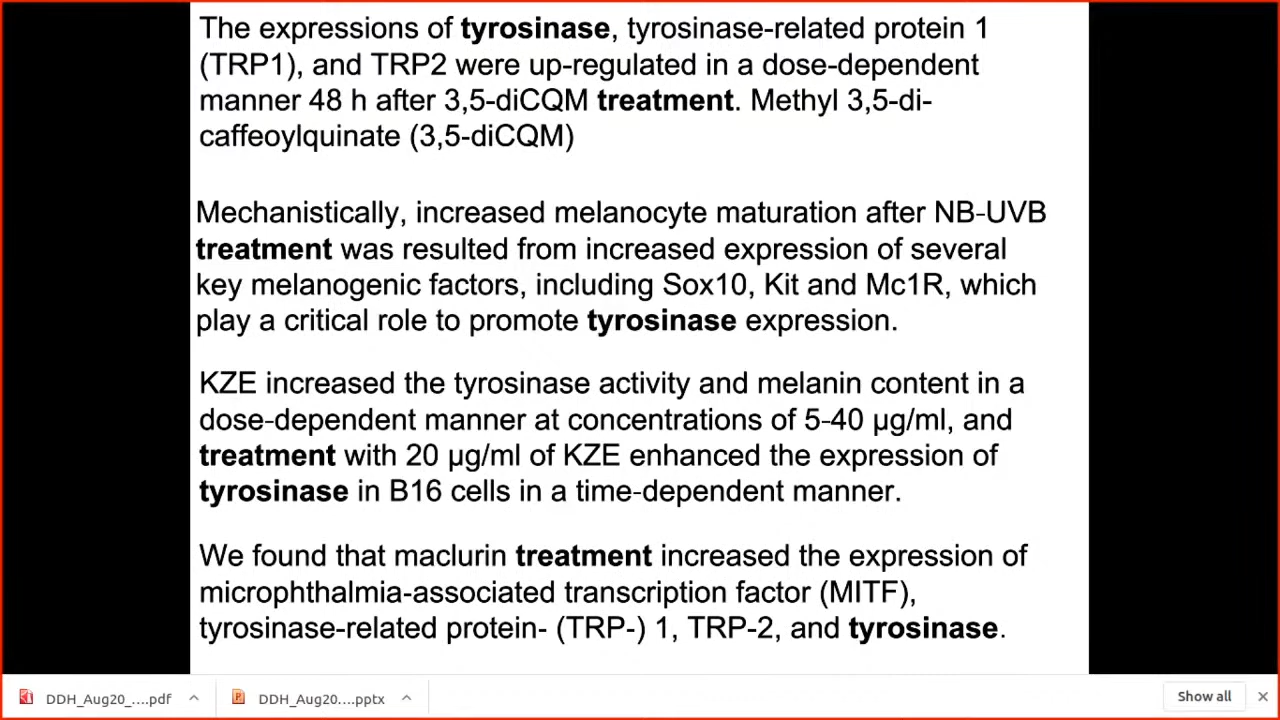 The expressions of tyrosinase, tyrosinase-related protein 1
(TRP1), and TRP2 were up-regulated in a dose-dependent
manner 48 h after 3,5-diCQM treatment. Methyl 3,5-di-
caffeoylquinate (3,5-diCQM)
Mechanistically, increased melanocyte maturation after NB-UVB
treatment was resulted from increased expression of several
key melanogenic factors, including Sox10, Kit and Mc1R, which
play a critical role to promote tyrosinase expression.
KZE increased the tyrosinase activity and melanin content in a
dose-dependent manner at concentrations of 5-40 μg/ml, and
treatment with 20 μg/ml of KZE enhanced the expression of
tyrosinase in B16 cells in a time-dependent manner.
We found that maclurin treatment increased the expression of
microphthalmia-associated transcription factor (MITF),
tyrosinase-related protein- (TRP-) 1, TRP-2, and tyrosinase.
DDH_Aug20_....pdf DDH_Aug20....pptx Show all